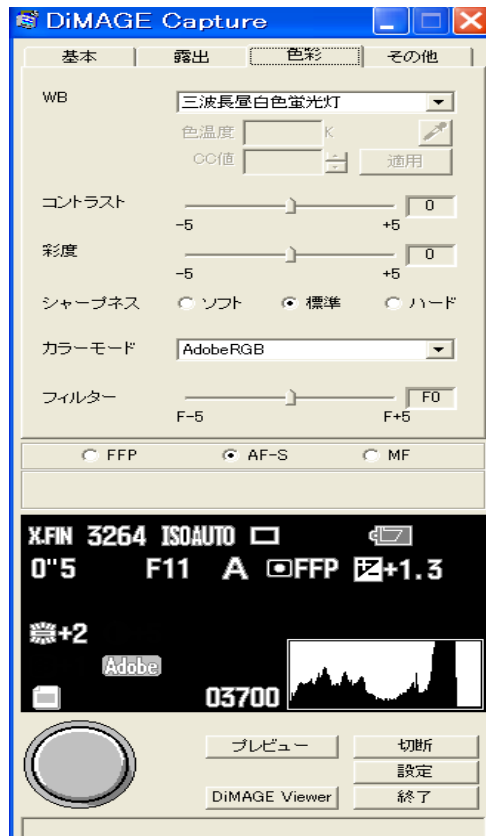 DiMAGE Capture
基本 露出 色彩 その他
WB 三波長昼白色蛍光灯
色温度 K
CC値 適用
コントラスト 0
-5 +5
彩度 0
-5 +5
シャープネス ソフト 標準 ハード
カラーモード AdobeRGB
フィルター F0
F-5 F+5
FFP AF-S MF
X.FIN 3264 ISOAUTO
0"5 F11 A FFP +1.3
+2
Adobe
03700
プレビュー 切断
設定
DiMAGE Viewer 終了